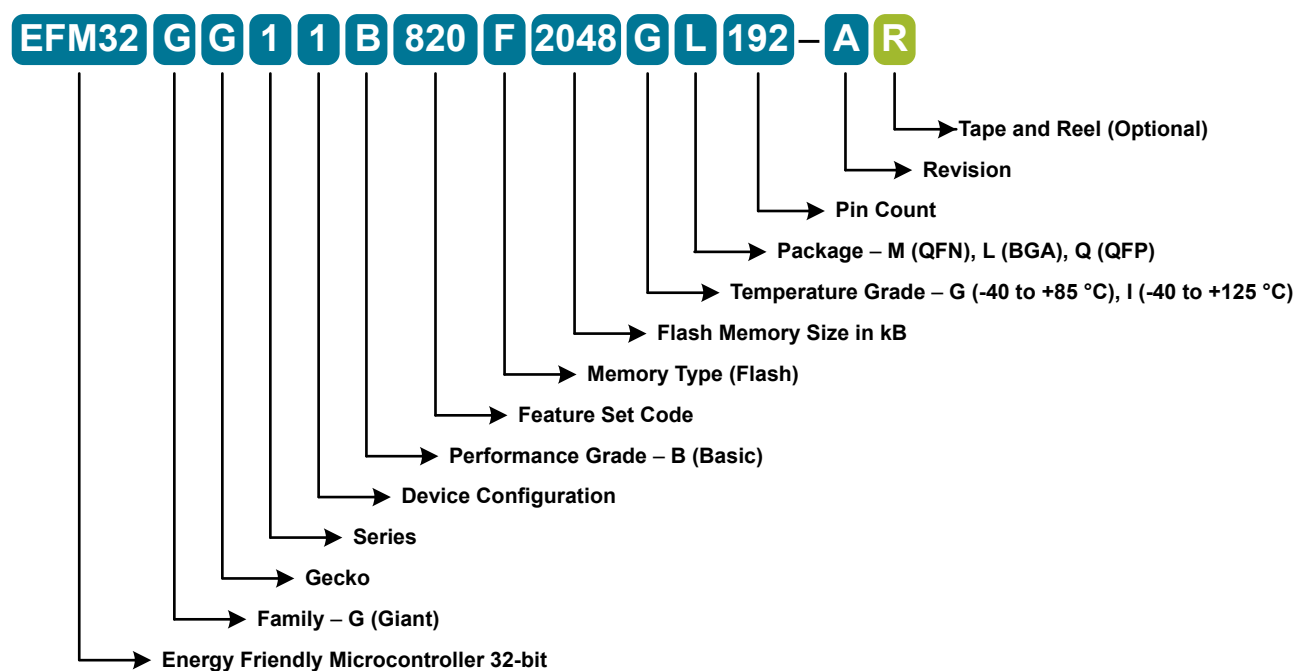 EFM32 G G 1 1 B 820 F 2048 G L 192 – A R
Tape and Reel (Optional)
Revision
Pin Count
Package – M (QFN), L (BGA), Q (QFP)
Temperature Grade – G (-40 to +85 °C), I (-40 to +125 °C)
Flash Memory Size in kB
Memory Type (Flash)
Feature Set Code
Performance Grade – B (Basic)
Device Configuration
Series
Gecko
Family – G (Giant)
Energy Friendly Microcontroller 32-bit